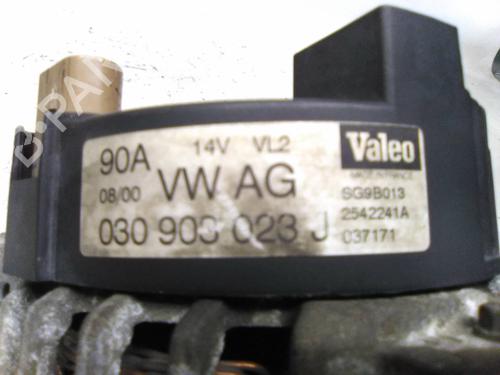 90A 14V VL2 Valeo
MADE IN FRANCE
08/00 VW AG SG9B013
2542241A
030 903 023 J 037171